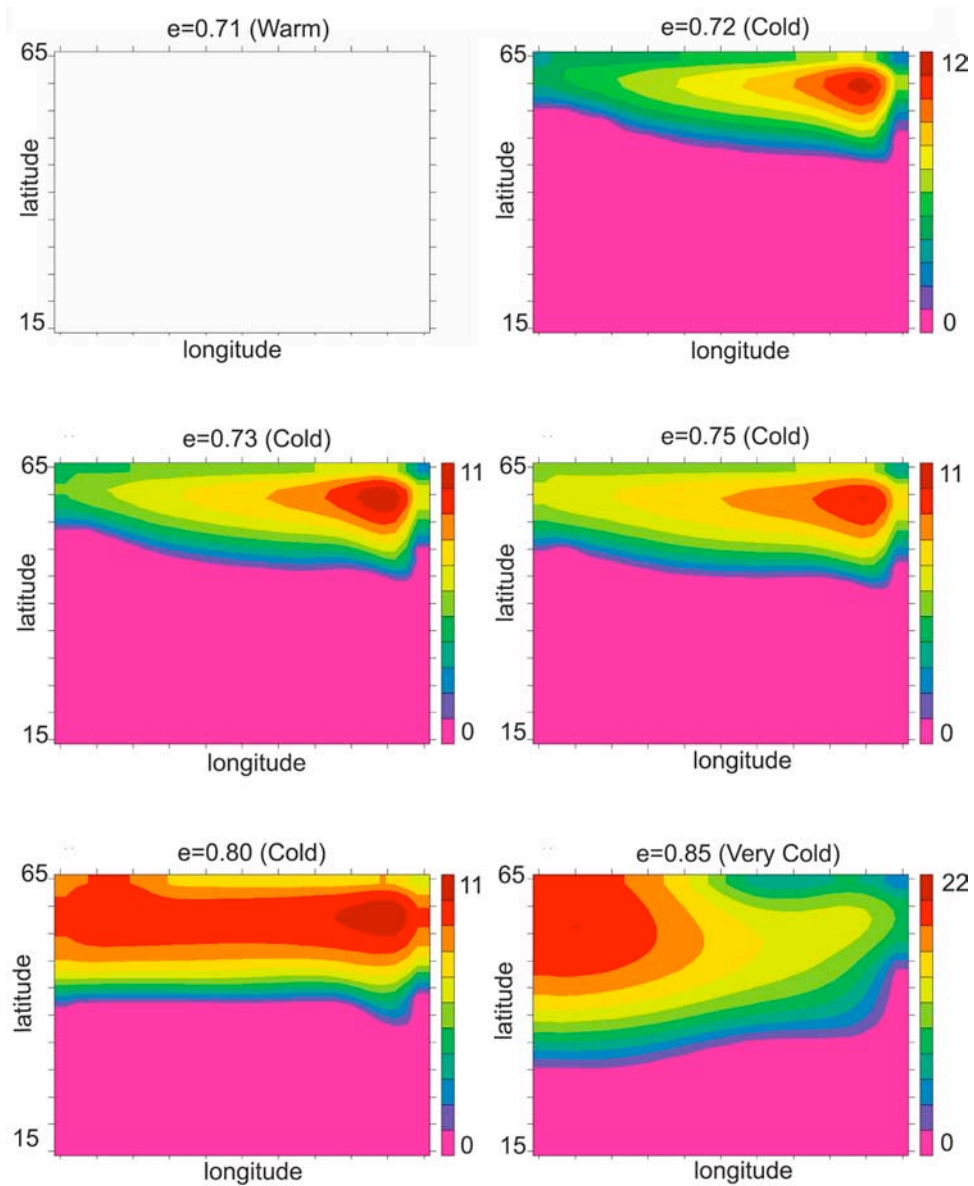 e=0.71 (Warm)
65
latitude
15
longitude
e=0.72 (Cold)
65
latitude
15
longitude
12
0
e=0.73 (Cold)
65
latitude
15
longitude
11
0
e=0.75 (Cold)
65
latitude
15
longitude
11
0
e=0.80 (Cold)
65
latitude
15
longitude
11
0
e=0.85 (Very Cold)
65
latitude
15
longitude
22
0